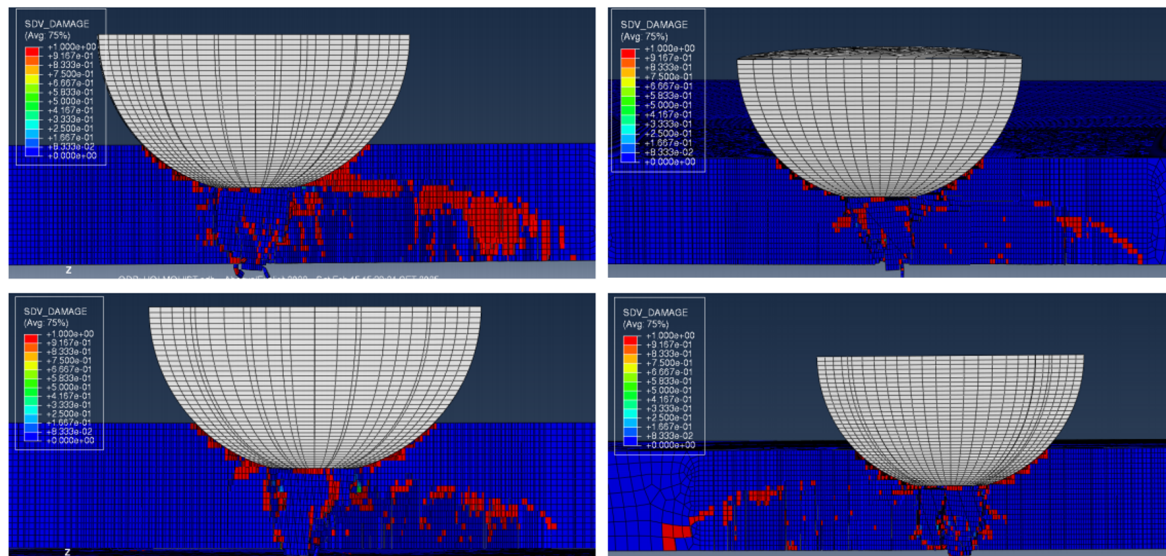 SDV_DAMAGE
(Avg: 75%)
+1.000e+00
+9.167e-01
+8.333e-01
+7.500e-01
+6.667e-01
+5.833e-01
+5.000e-01
+4.167e-01
+3.333e-01
+2.500e-01
+1.667e-01
+8.333e-02
+0.000e+00
Z
SDV_DAMAGE
(Avg: 75%)
+1.000e+00
+9.167e-01
+8.333e-01
+7.500e-01
+6.667e-01
+5.833e-01
+5.000e-01
+4.167e-01
+3.333e-01
+2.500e-01
+1.667e-01
+8.333e-02
+0.000e+00
SDV_DAMAGE
(Avg: 75%)
+1.000e+00
+9.167e-01
+8.333e-01
+7.500e-01
+6.667e-01
+5.833e-01
+5.000e-01
+4.167e-01
+3.333e-01
+2.500e-01
+1.667e-01
+8.333e-02
+0.000e+00
Z
SDV_DAMAGE
(Avg: 75%)
+1.000e+00
+9.167e-01
+8.333e-01
+7.500e-01
+6.667e-01
+5.833e-01
+5.000e-01
+4.167e-01
+3.333e-01
+2.500e-01
+1.667e-01
+8.333e-02
+0.000e+00